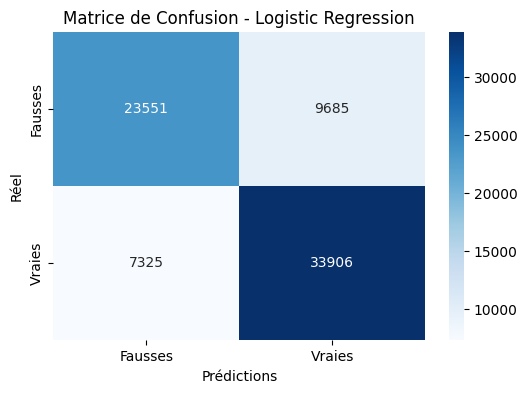 Matrice de Confusion - Logistic Regression
Réel
Fausses
Vraies
23551
9685
7325
33906
Fausses
Vraies
Prédictions
30000
25000
20000
15000
10000